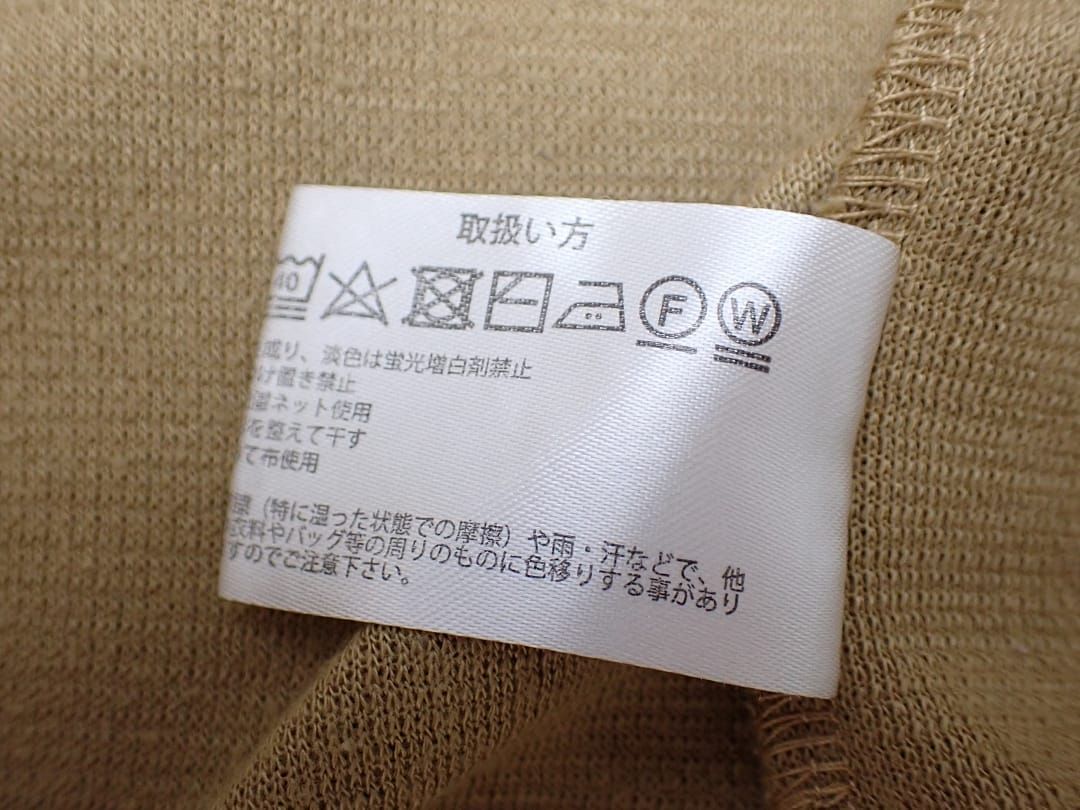 取扱い方
40
F
W
或り、淡色は蛍光増白剤禁止
け置き禁止
ネット使用
を整えて干す
て布使用
擦（特に湿った状態での摩擦）や雨・汗などで、他
衣料やバッグ等の周りのものに色移りする事があり
すのでご注意下さい。